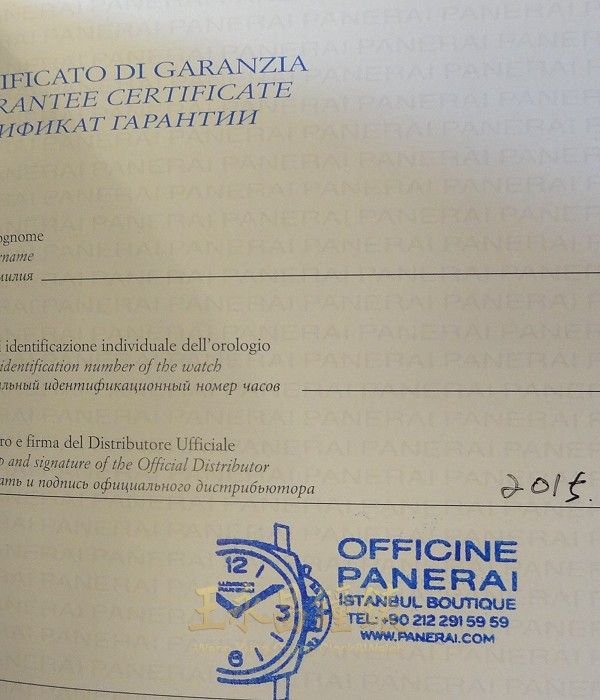 IFICATO DI GARANZIA
RANTEE CERTIFICATE
ИФИКАТ ГАРАНТИИ
ognome
rname
милия
i identificazione individuale dell'orologio
identification number of the watch
льный идентификационный номер часов
ro e firma del Distributore Ufficiale
p and signature of the Official Distributor
ать и подпись официального дистрибьютора
2015.
12
3
6
OFFICINE
PANERAI
ISTANBUL BOUTIQUE
TEL: +90 212 291 59 59
WWW.PANERAI.COM